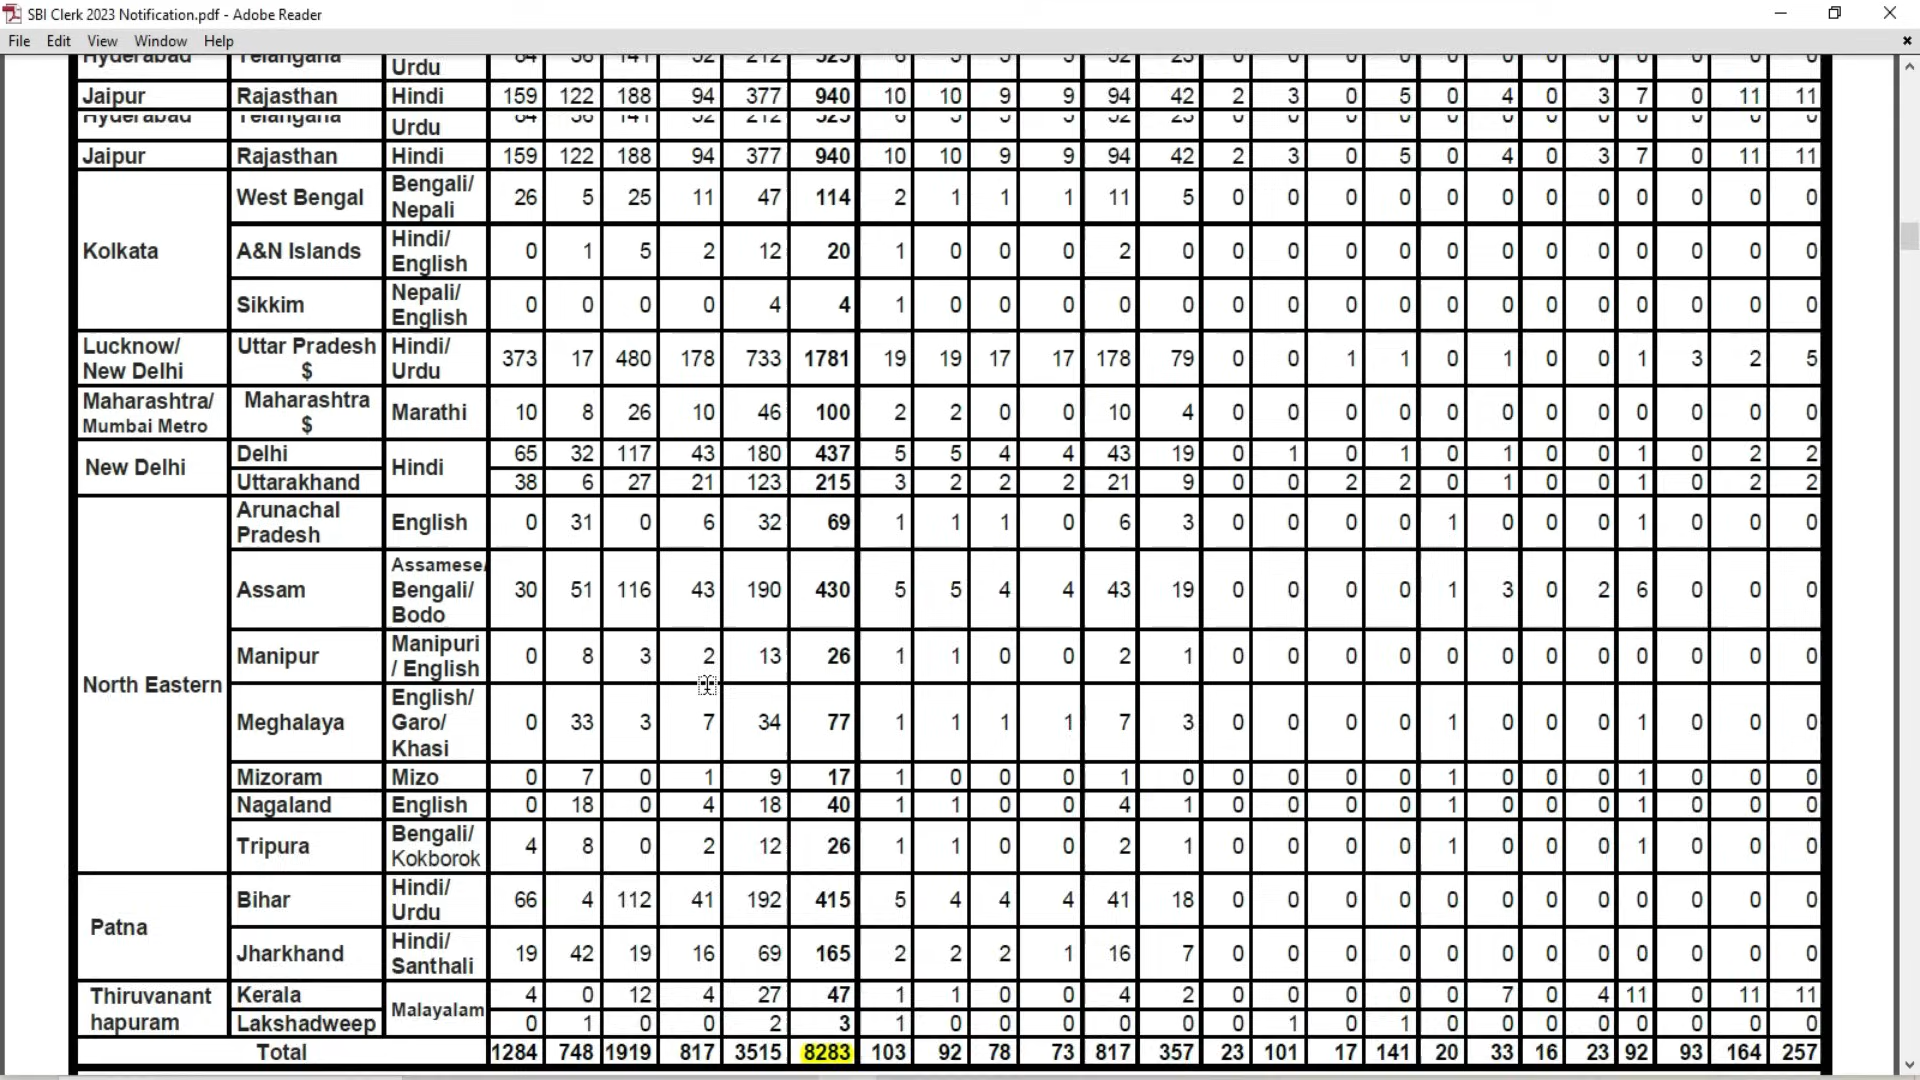 SBI Clerk 2023 Notification.pdf - Adobe Reader
File Edit View Window Help
Hyderabad Telangana Urdu 84 36 141 52 212 525
Jaipur Rajasthan Hindi 159 122 188 94 377 940 10 10 9 9 94 42 2 3 0 5 0 4 0 3 7 0 11 11
Hyderabad Telangana Urdu
Jaipur Rajasthan Hindi 159 122 188 94 377 940 10 10 9 9 94 42 2 3 0 5 0 4 0 3 7 0 11 11
Kolkata
West Bengal Bengali/ Nepali 26 5 25 11 47 114 2 1 1 1 11 5 0 0 0 0 0 0 0 0 0 0 0 0
A&N Islands Hindi/ English 0 1 5 2 12 20 1 0 0 0 2 0 0 0 0 0 0 0 0 0 0 0 0 0
Sikkim Nepali/ English 0 0 0 0 4 4 1 0 0 0 0 0 0 0 0 0 0 0 0 0 0 0 0 0
Lucknow/ New Delhi Uttar Pradesh $ Hindi/ Urdu 373 17 480 178 733 1781 19 19 17 17 178 79 0 0 1 1 0 1 0 0 1 3 2 5
Maharashtra/ Mumbai Metro Maharashtra $ Marathi 10 8 26 10 46 100 2 2 0 0 10 4 0 0 0 0 0 0 0 0 0 0 0 0
New Delhi Hindi
Delhi 65 32 117 43 180 437 5 5 4 4 43 19 0 1 0 1 0 1 0 0 1 0 2 2
Uttarakhand 38 6 27 21 123 215 3 2 2 2 21 9 0 0 2 2 0 1 0 0 1 0 2 2
North Eastern
Arunachal Pradesh English 0 31 0 6 32 69 1 1 1 0 6 3 0 0 0 0 1 0 0 0 1 0 0 0
Assam Assamese/ Bengali/ Bodo 30 51 116 43 190 430 5 5 4 4 43 19 0 0 0 0 1 3 0 2 6 0 0 0
Manipur Manipuri / English 0 8 3 2 13 26 1 1 0 0 2 1 0 0 0 0 0 0 0 0 0 0 0 0
Meghalaya English/ Garo/ Khasi 0 33 3 7 34 77 1 1 1 1 7 3 0 0 0 0 1 0 0 0 1 0 0 0
Mizoram Mizo 0 7 0 1 9 17 1 0 0 0 1 0 0 0 0 0 1 0 0 0 1 0 0 0
Nagaland English 0 18 0 4 18 40 1 1 0 0 4 1 0 0 0 0 1 0 0 0 1 0 0 0
Tripura Bengali/ Kokborok 4 8 0 2 12 26 1 1 0 0 2 1 0 0 0 0 1 0 0 0 1 0 0 0
Patna
Bihar Hindi/ Urdu 66 4 112 41 192 415 5 4 4 4 41 18 0 0 0 0 0 0 0 0 0 0 0 0
Jharkhand Hindi/ Santhali 19 42 19 16 69 165 2 2 2 1 16 7 0 0 0 0 0 0 0 0 0 0 0 0
Thiruvanant hapuram Malayalam
Kerala 4 0 12 4 27 47 1 1 0 0 4 2 0 0 0 0 0 7 0 4 11 0 11 11
Lakshadweep 0 1 0 0 2 3 1 0 0 0 0 0 0 1 0 1 0 0 0 0 0 0 0 0
Total 1284 748 1919 817 3515 8283 103 92 78 73 817 357 23 101 17 141 20 33 16 23 92 93 164 257